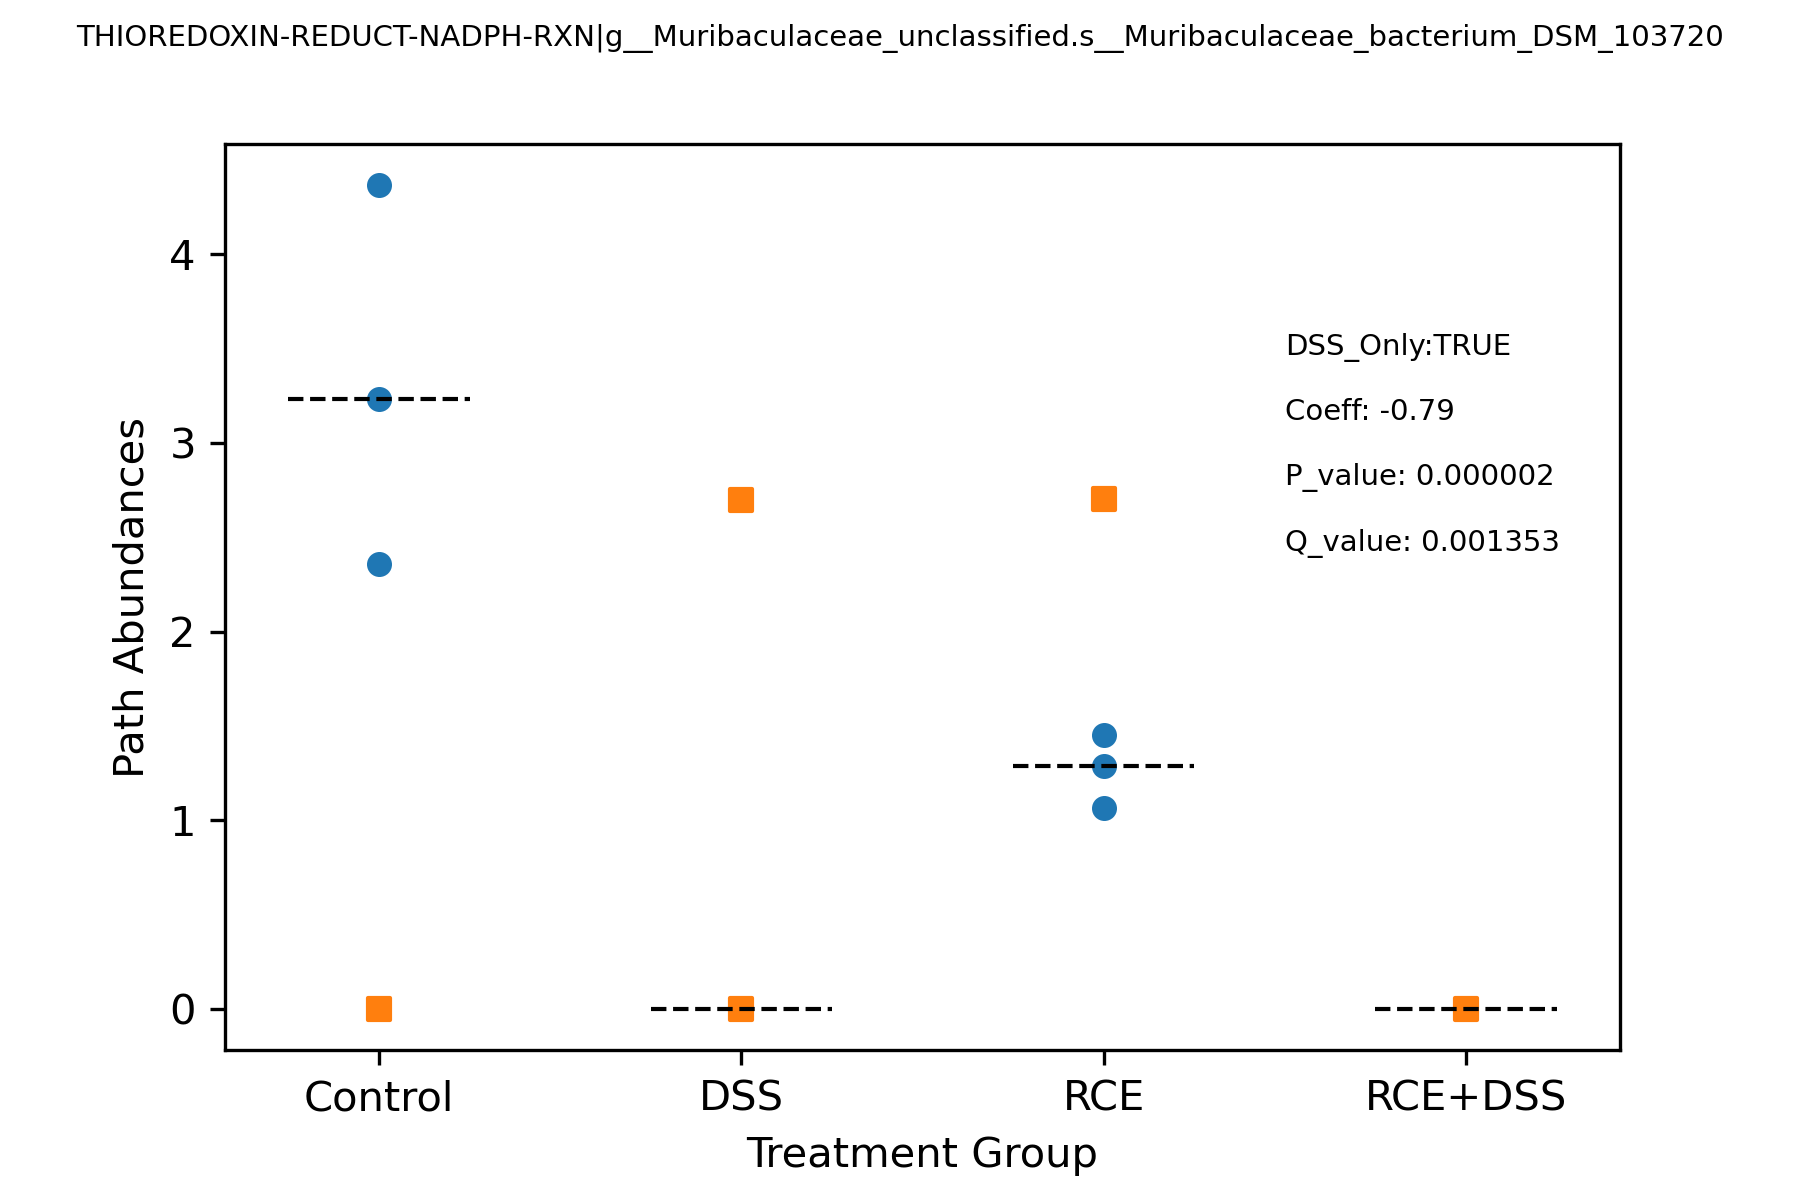 THIOREDOXIN-REDUCT-NADPH-RXN|g__Muribaculaceae_unclassified.s__Muribaculaceae_bacterium_DSM_103720
4
3
2
1
0
Path Abundances
DSS_Only:TRUE
Coeff: -0.79
P_value: 0.000002
Q_value: 0.001353
Control
DSS
RCE
RCE+DSS
Treatment Group